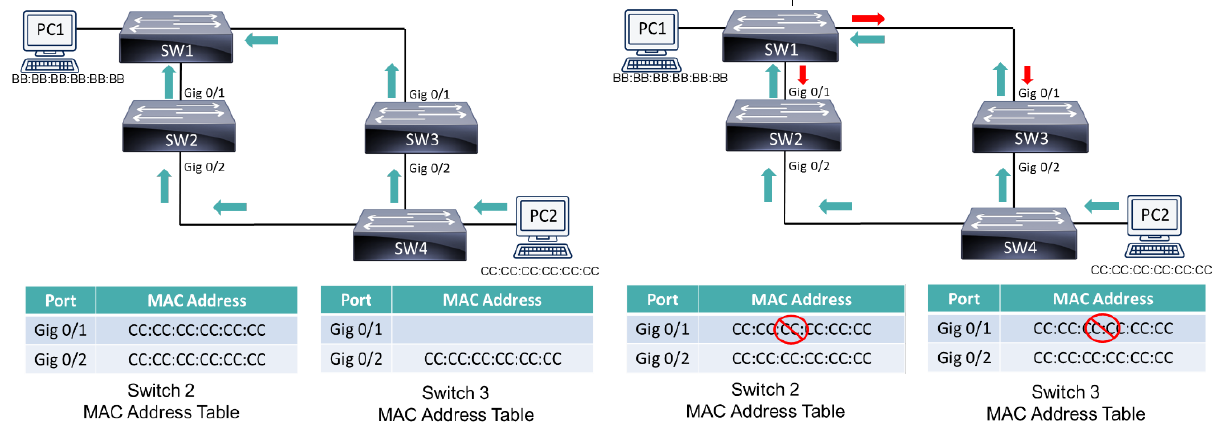 PC1
SW1
BB:BB:BB:BB:BB:BB
Gig 0/1
Gig 0/1
SW2
SW3
Gig 0/2
Gig 0/2
PC2
SW4
CC:CC:CC:CC:CC:CC
Port MAC Address
Gig 0/1 CC:CC:CC:CC:CC:CC
Gig 0/2 CC:CC:CC:CC:CC:CC
Switch 2
MAC Address Table
Port MAC Address
Gig 0/1
Gig 0/2 CC:CC:CC:CC:CC:CC
Switch 3
MAC Address Table
PC1
SW1
BB:BB:BB:BB:BB:BB
Gig 0/1
Gig 0/1
SW2
SW3
Gig 0/2
Gig 0/2
PC2
SW4
CC:CC:CC:CC:CC:CC
Port MAC Address
Gig 0/1 CC:CC:CC:CC:CC:CC
Gig 0/2 CC:CC:CC:CC:CC:CC
Switch 2
MAC Address Table
Port MAC Address
Gig 0/1 CC:CC:CC:CC:CC:CC
Gig 0/2 CC:CC:CC:CC:CC:CC
Switch 3
MAC Address Table